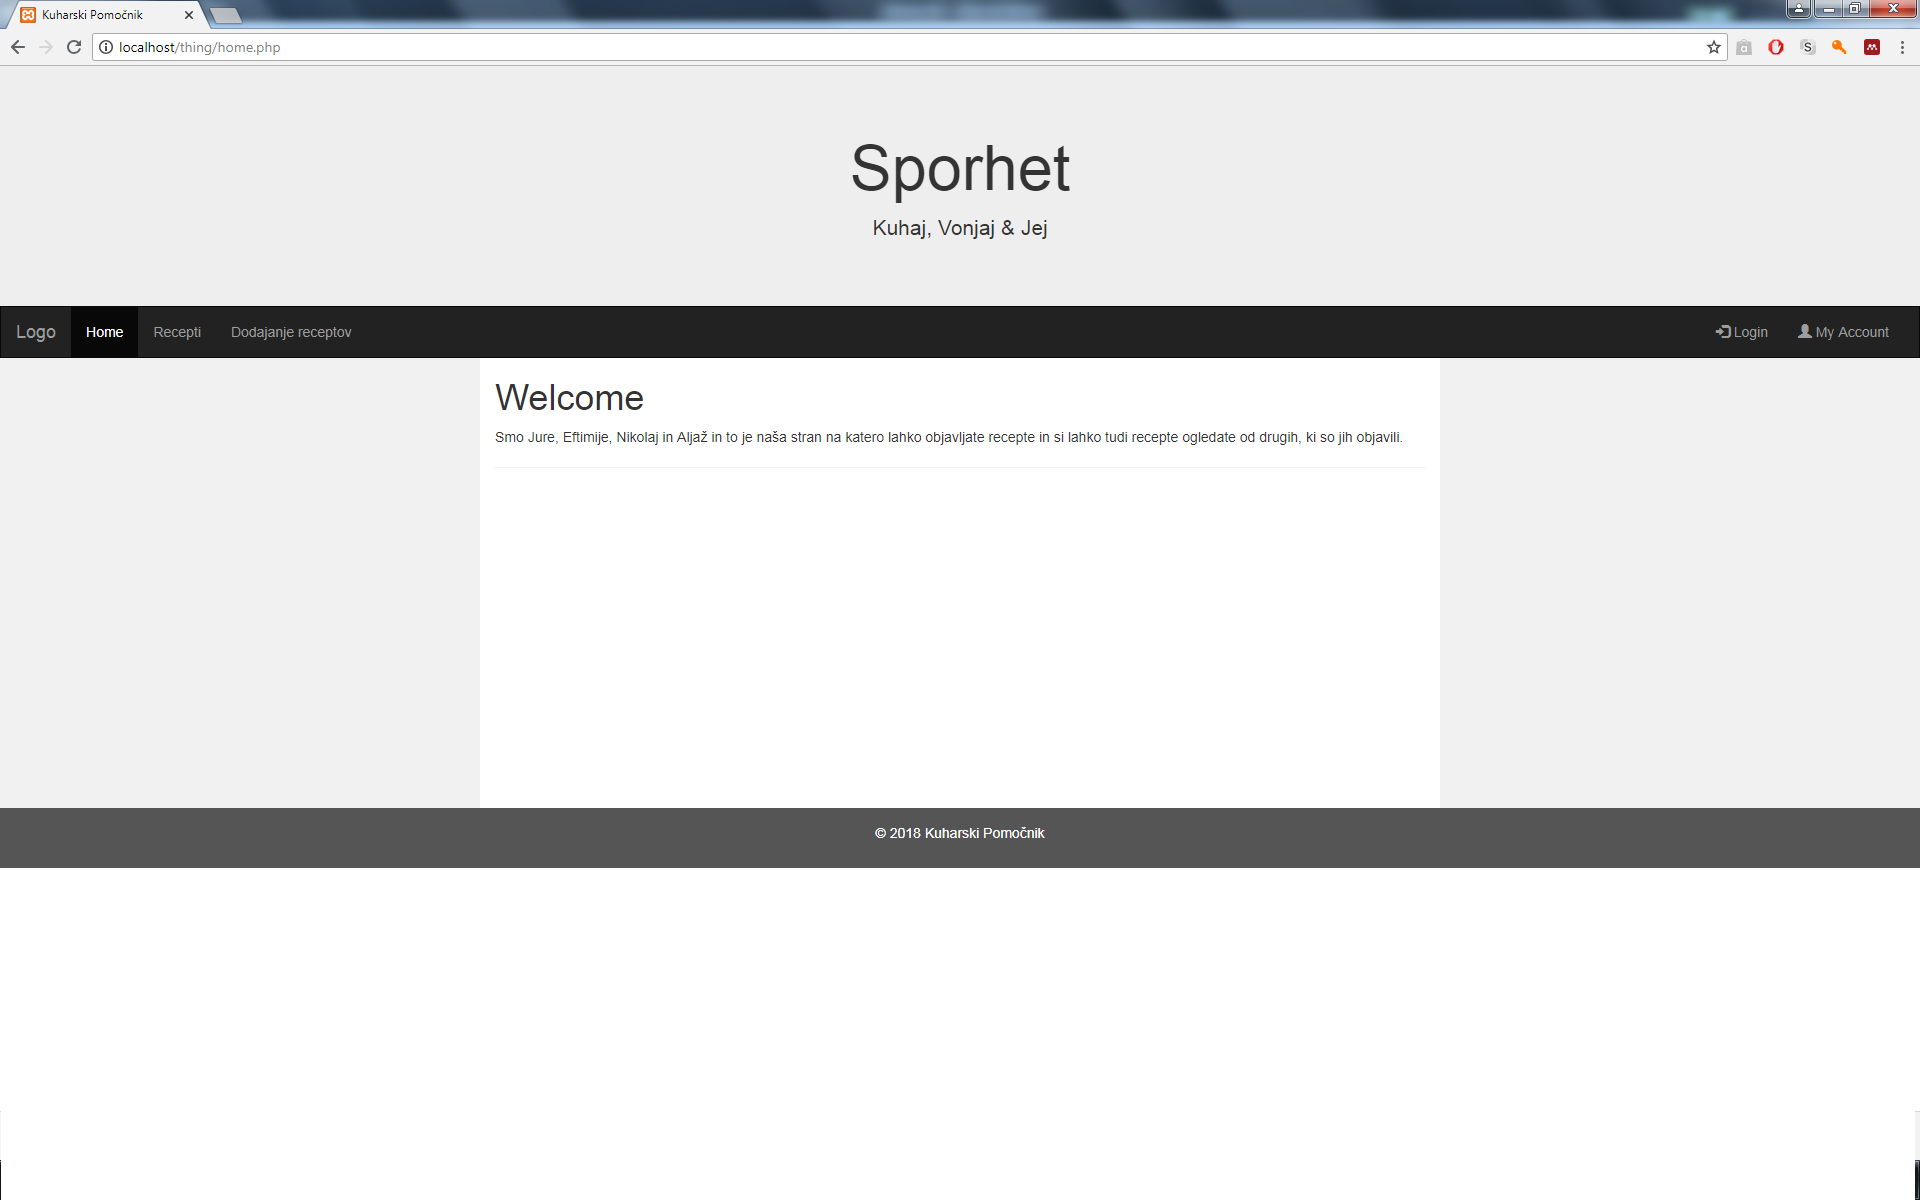 Kuharski Pomočnik
localhost/thing/home.php
Sporhet
Kuhaj, Vonjaj & Jej
Logo Home Recepti Dodajanje receptov Login My Account
Welcome
Smo Jure, Eftimije, Nikolaj in Aljaž in to je naša stran na katero lahko objavljate recepte in si lahko tudi recepte ogledate od drugih, ki so jih objavili.
© 2018 Kuharski Pomočnik